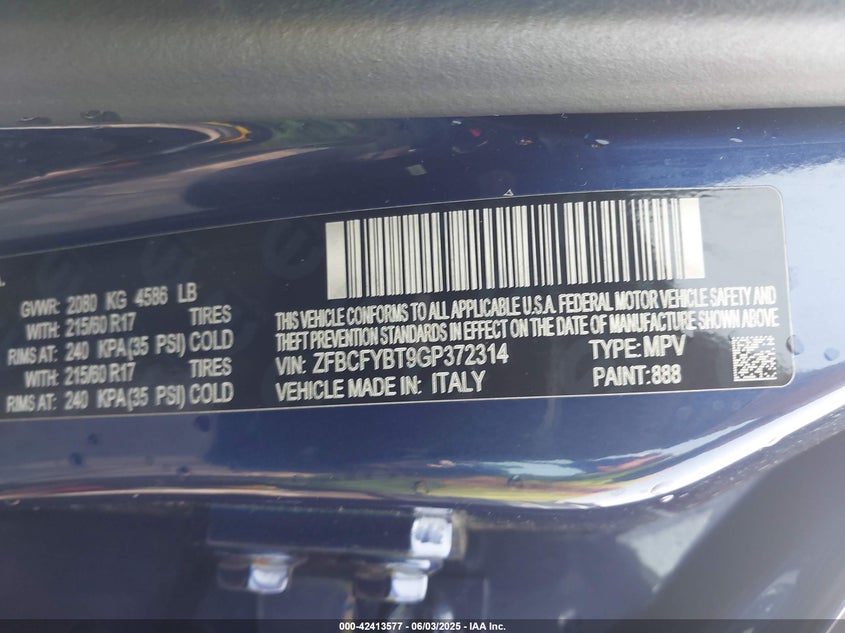 GVWR: 2080 KG 4586 LB
WITH: 215/60 R17 TIRES
RIMS AT: 240 KPA(35 PSI) COLD
WITH: 215/60 R17 TIRES
RIMS AT: 240 KPA(35 PSI) COLD
THIS VEHICLE CONFORMS TO ALL APPLICABLE U.S.A. FEDERAL MOTOR VEHICLE SAFETY AND
THEFT PREVENTION STANDARDS IN EFFECT ON THE DATE OF MANUFACTURE SHOWN ABOVE.
VIN: ZFBCFYBT9GP372314 TYPE: MPV
VEHICLE MADE IN: ITALY PAINT:888
000-42413577 - 06/03/2025 - IAA Inc.